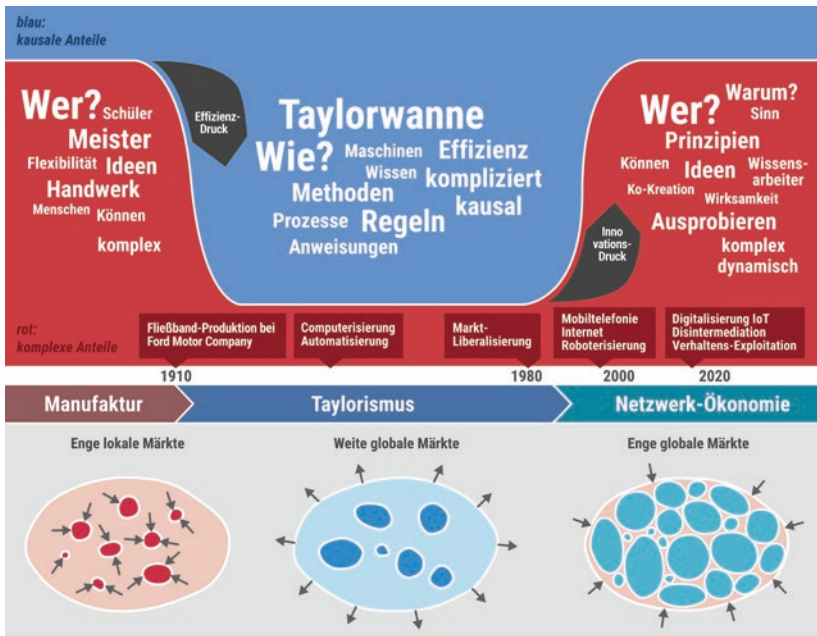 blau:
kausale Anteile
Wer?
Schüler
Meister
Flexibilität
Ideen
Handwerk
Menschen
Können
komplex
Effizienz-
Druck
Taylorwanne
Wie?
Maschinen
Effizienz
Wissen
kompliziert
Methoden
kausal
Prozesse
Regeln
Anweisungen
Wer?
Warum?
Sinn
Prinzipien
Können
Ideen
Wissens-
arbeiter
Ko-Kreation
Wirksamkeit
Ausprobieren
komplex
dynamisch
Inno
vations-
Druck
rot:
komplexe Anteile
Fließband-Produktion bei
Ford Motor Company
Computerisierung
Automatisierung
Markt-
Liberalisierung
Mobiltelefonie
Internet
Roboterisierung
Digitalisierung IoT
Disintermediation
Verhaltens-Exploitation
1910
1980
2000
2020
Manufaktur
Taylorismus
Netzwerk-Ökonomie
Enge lokale Märkte
Weite globale Märkte
Enge globale Märkte